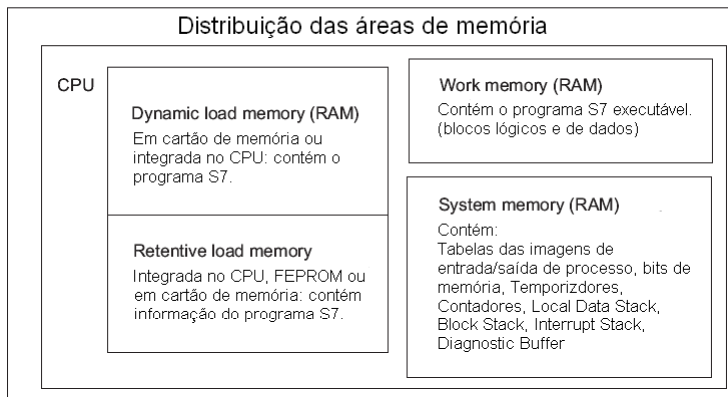 Distribuição das áreas de memória
CPU
Dynamic load memory (RAM)
Em cartão de memória ou
integrada no CPU: contém o
programa S7.
Retentive load memory
Integrada no CPU, FEPROM ou
em cartão de memória: contém
informação do programa S7.
Work memory (RAM)
Contém o programa S7 executável.
(blocos lógicos e de dados)
System memory (RAM)
Contém:
Tabelas das imagens de
entrada/saída de processo, bits de
memória, Temporizdores,
Contadores, Local Data Stack,
Block Stack, Interrupt Stack,
Diagnostic Buffer